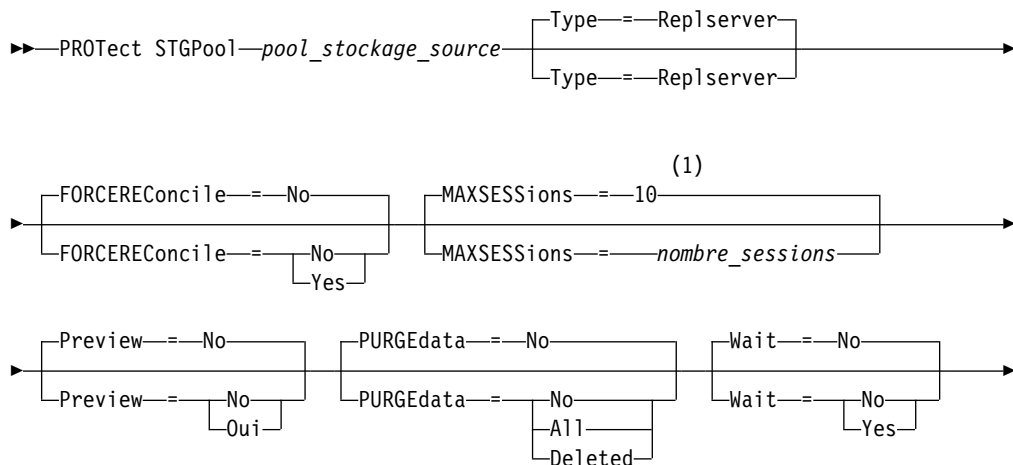 Type = Replserver
PROTect STGPool pool_stockage_source
Type = Replserver
(1)
FORCEREConcile = No MAXSESSions = 10
FORCEREConcile = No MAXSESSions = nombre_sessions
Yes
Preview = No PURGEdata = No Wait = No
Preview = No PURGEdata = No Wait = No
Oui All Yes
Deleted